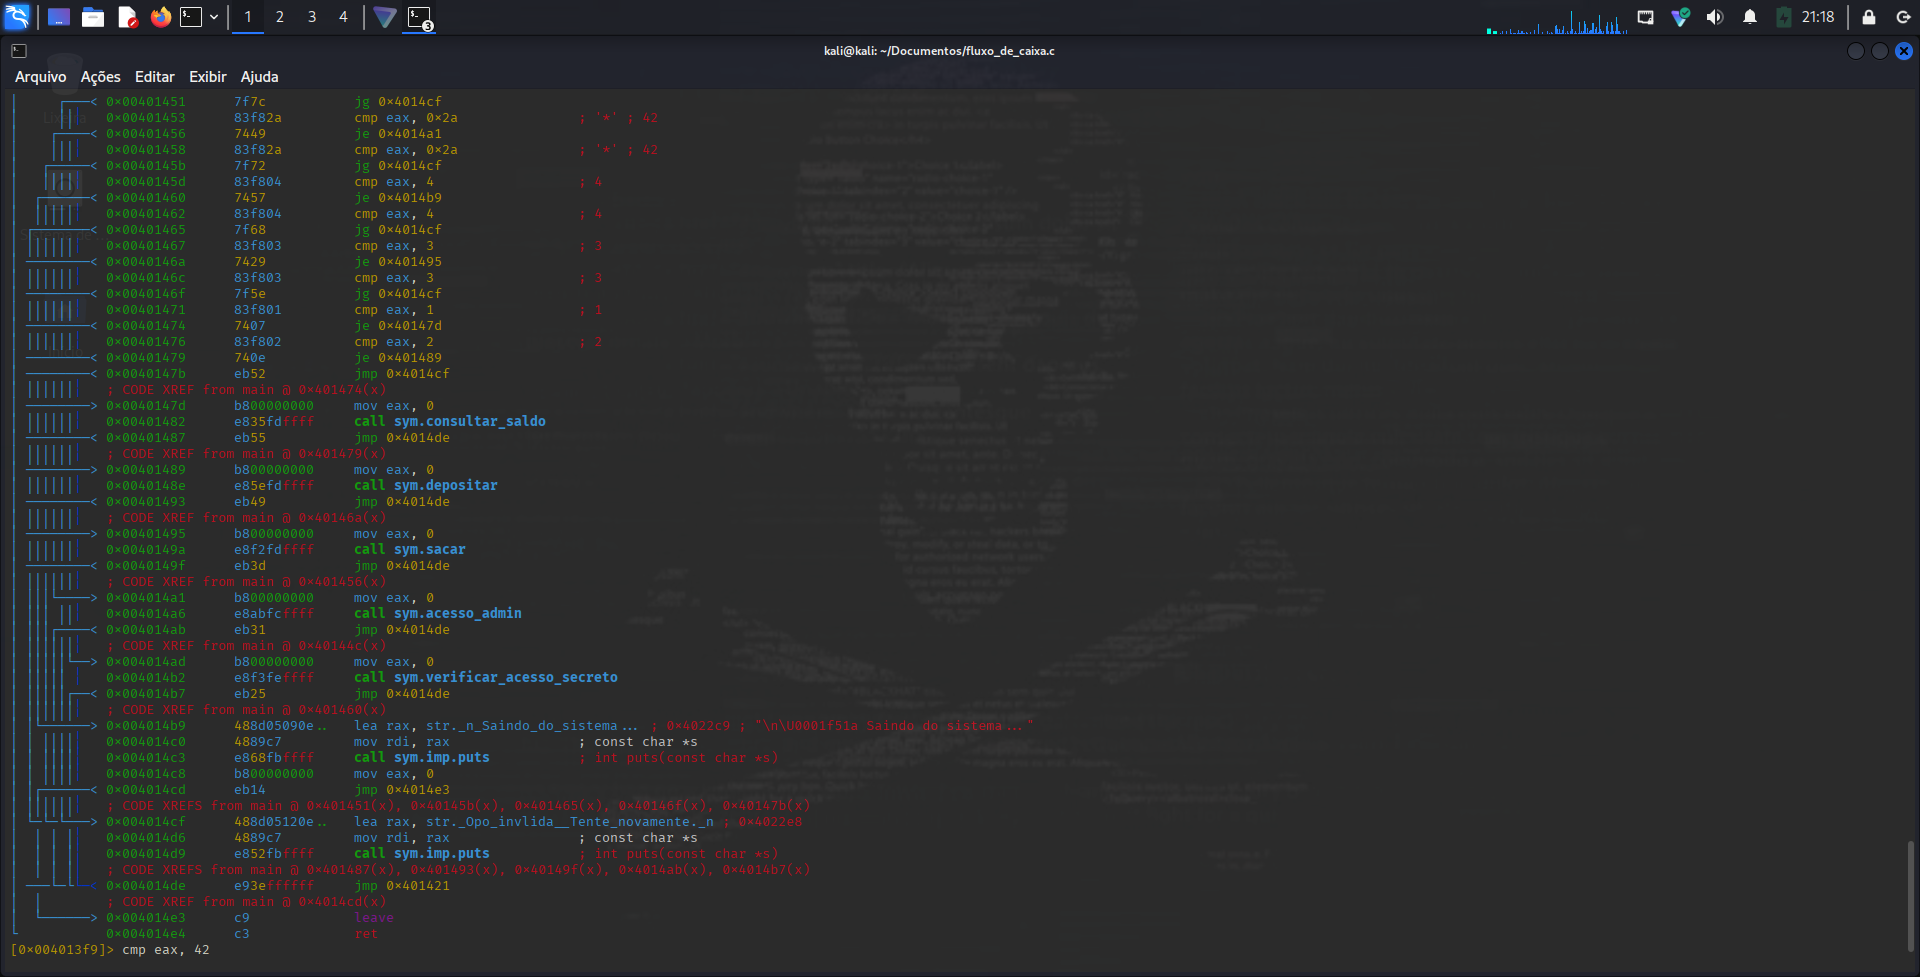 1 2 3 4 3 21:18
kali@kali: ~/Documentos/fluxo_de_caixa.c
Arquivo Ações Editar Exibir Ajuda
0×00401451 7f7c jg 0×4014cf
0×00401453 83f82a cmp eax, 0×2a ; '*' ; 42
0×00401456 7449 je 0×4014a1
0×00401458 83f82a cmp eax, 0×2a ; '*' ; 42
0×0040145b 7f72 jg 0×4014cf
0×0040145d 83f804 cmp eax, 4 ; 4
0×00401460 7457 je 0×4014b9
0×00401462 83f804 cmp eax, 4 ; 4
0×00401465 7f68 jg 0×4014cf
0×00401467 83f803 cmp eax, 3 ; 3
0×0040146a 7429 je 0×401495
0×0040146c 83f803 cmp eax, 3 ; 3
0×0040146f 7f5e jg 0×4014cf
0×00401471 83f801 cmp eax, 1 ; 1
0×00401474 7407 je 0×40147d
0×00401476 83f802 cmp eax, 2 ; 2
0×00401479 740e je 0×401489
0×0040147b eb52 jmp 0×4014cf
; CODE XREF from main @ 0×401474(x)
0×0040147d b800000000 mov eax, 0
0×00401482 e835fdffff call sym.consultar_saldo
0×00401487 eb55 jmp 0×4014de
; CODE XREF from main @ 0×401479(x)
0×00401489 b800000000 mov eax, 0
0×0040148e e85efdffff call sym.depositar
0×00401493 eb49 jmp 0×4014de
; CODE XREF from main @ 0×40146a(x)
0×00401495 b800000000 mov eax, 0
0×0040149a e8f2fdffff call sym.sacar
0×0040149f eb3d jmp 0×4014de
; CODE XREF from main @ 0×401456(x)
0×004014a1 b800000000 mov eax, 0
0×004014a6 e8abfcffff call sym.acesso_admin
0×004014ab eb31 jmp 0×4014de
; CODE XREF from main @ 0×40144c(x)
0×004014ad b800000000 mov eax, 0
0×004014b2 e8f3feffff call sym.verificar_acesso_secreto
0×004014b7 eb25 jmp 0×4014de
; CODE XREF from main @ 0×401460(x)
0×004014b9 488d05090e.. lea rax, str._n_Saindo_do_sistema... ; 0×4022c9 ; "\n\U0001f51a Saindo do sistema..."
0×004014c0 4889c7 mov rdi, rax ; const char *s
0×004014c3 e868fbffff call sym.imp.puts ; int puts(const char *s)
0×004014c8 b800000000 mov eax, 0
0×004014cd eb14 jmp 0×4014e3
; CODE XREFS from main @ 0×401451(x), 0×40145b(x), 0×401465(x), 0×40146f(x), 0×40147b(x)
0×004014cf 488d05120e.. lea rax, str._Opo_invlida__Tente_novamente._n ; 0×4022e8
0×004014d6 4889c7 mov rdi, rax ; const char *s
0×004014d9 e852fbffff call sym.imp.puts ; int puts(const char *s)
; CODE XREFS from main @ 0×401487(x), 0×401493(x), 0×40149f(x), 0×4014ab(x), 0×4014b7(x)
0×004014de e93effffff jmp 0×401421
; CODE XREF from main @ 0×4014cd(x)
0×004014e3 c9 leave
0×004014e4 c3 ret
[0×004013f9]> cmp eax, 42